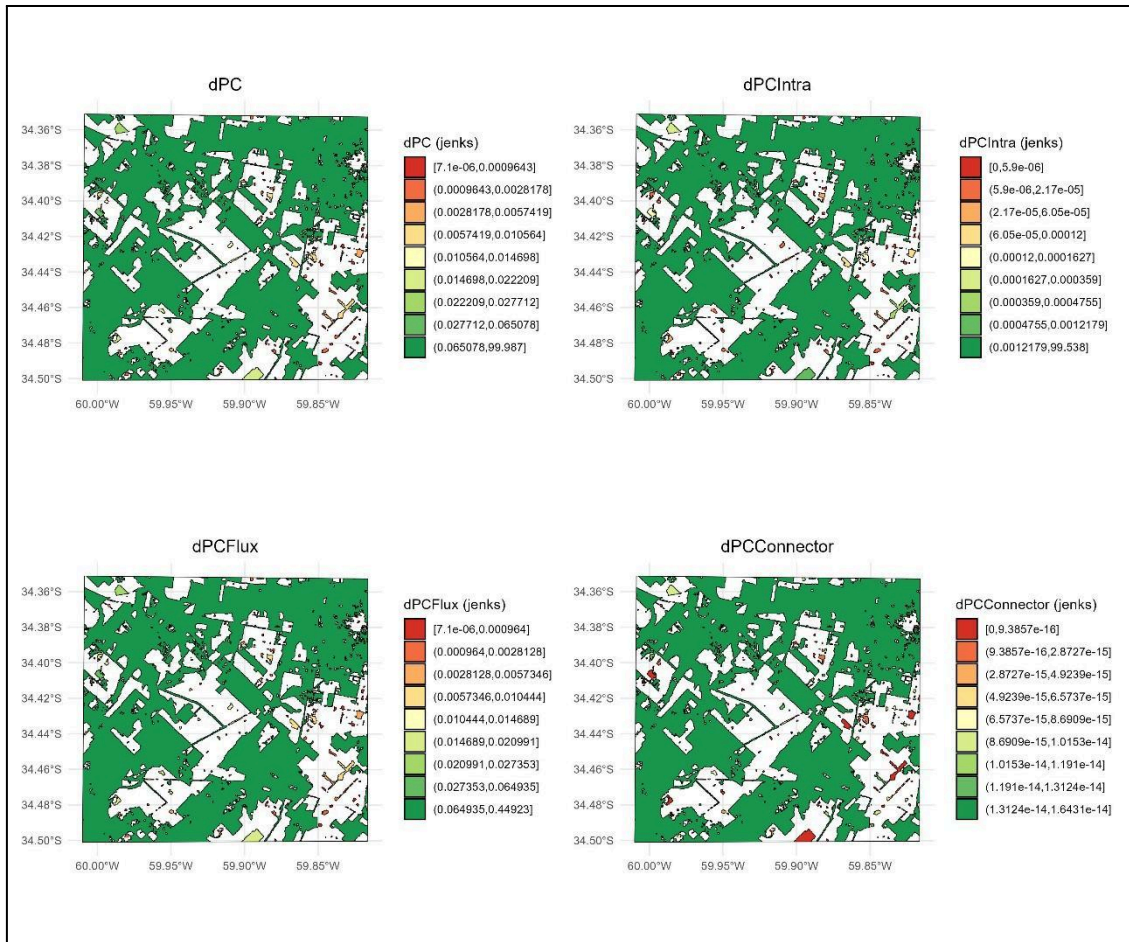 dPC
34.36°S
34.38°S
34.40°S
34.42°S
34.44°S
34.46°S
34.48°S
34.50°S
60.00°W 59.95°W 59.90°W 59.85°W
dPC (jenks)
[7.1e-06,0.0009643]
(0.0009643,0.0028178]
(0.0028178,0.0057419]
(0.0057419,0.010564]
(0.010564,0.014698]
(0.014698,0.022209]
(0.022209,0.027712]
(0.027712,0.065078]
(0.065078,99.987]
dPCIntra
34.36°S
34.38°S
34.40°S
34.42°S
34.44°S
34.46°S
34.48°S
34.50°S
60.00°W 59.95°W 59.90°W 59.85°W
dPCIntra (jenks)
[0,5.9e-06]
(5.9e-06,2.17e-05]
(2.17e-05,6.05e-05]
(6.05e-05,0.00012]
(0.00012,0.0001627]
(0.0001627,0.000359]
(0.000359,0.0004755]
(0.0004755,0.0012179]
(0.0012179,99.538]
dPCFlux
34.36°S
34.38°S
34.40°S
34.42°S
34.44°S
34.46°S
34.48°S
34.50°S
60.00°W 59.95°W 59.90°W 59.85°W
dPCFlux (jenks)
[7.1e-06,0.000964]
(0.000964,0.0028128]
(0.0028128,0.0057346]
(0.0057346,0.010444]
(0.010444,0.014689]
(0.014689,0.020991]
(0.020991,0.027353]
(0.027353,0.064935]
(0.064935,0.44923]
dPCConnector
34.36°S
34.38°S
34.40°S
34.42°S
34.44°S
34.46°S
34.48°S
34.50°S
60.00°W 59.95°W 59.90°W 59.85°W
dPCConnector (jenks)
[0,9.3857e-16]
(9.3857e-16,2.8727e-15]
(2.8727e-15,4.9239e-15]
(4.9239e-15,6.5737e-15]
(6.5737e-15,8.6909e-15]
(8.6909e-15,1.0153e-14]
(1.0153e-14,1.191e-14]
(1.191e-14,1.3124e-14]
(1.3124e-14,1.6431e-14]